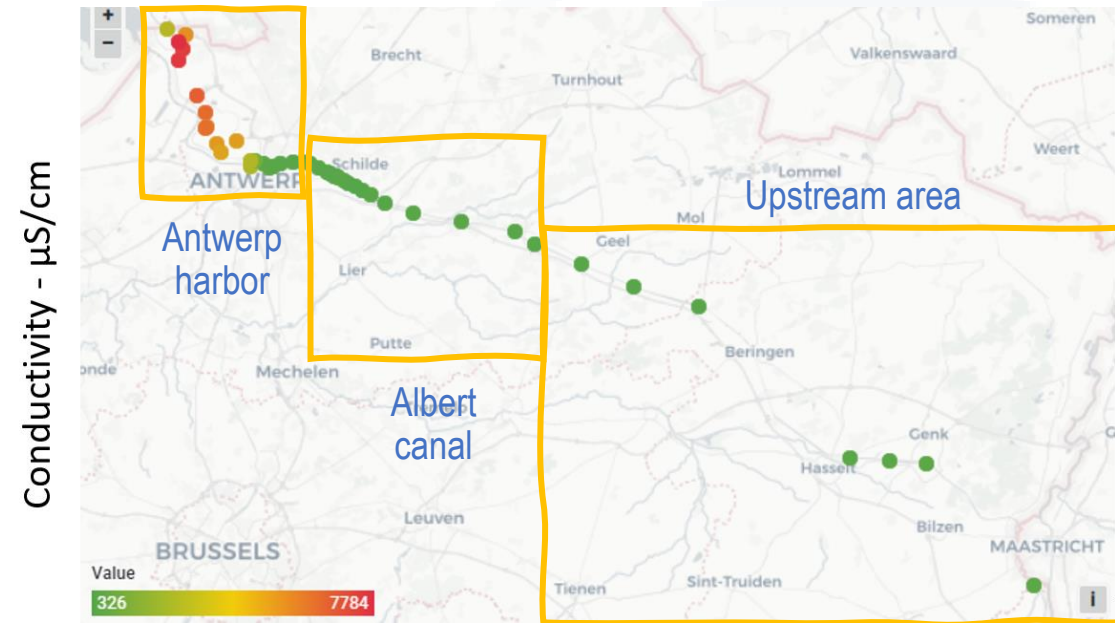 Conductivity - µS/cm
+
−
Someren
Brecht
Valkenswaard
Turnhout
Weert
Schilde
Lommel
ANTWERP
Upstream area
Mol
Antwerp
harbor
Geel
Lier
Putte
Beringen
Mechelen
onde
Albert
canal
Genk
G
Hasselt
Leuven
Bilzen
BRUSSELS
MAASTRICHT
Value
326
7784
Tienen
Sint-Truiden
i